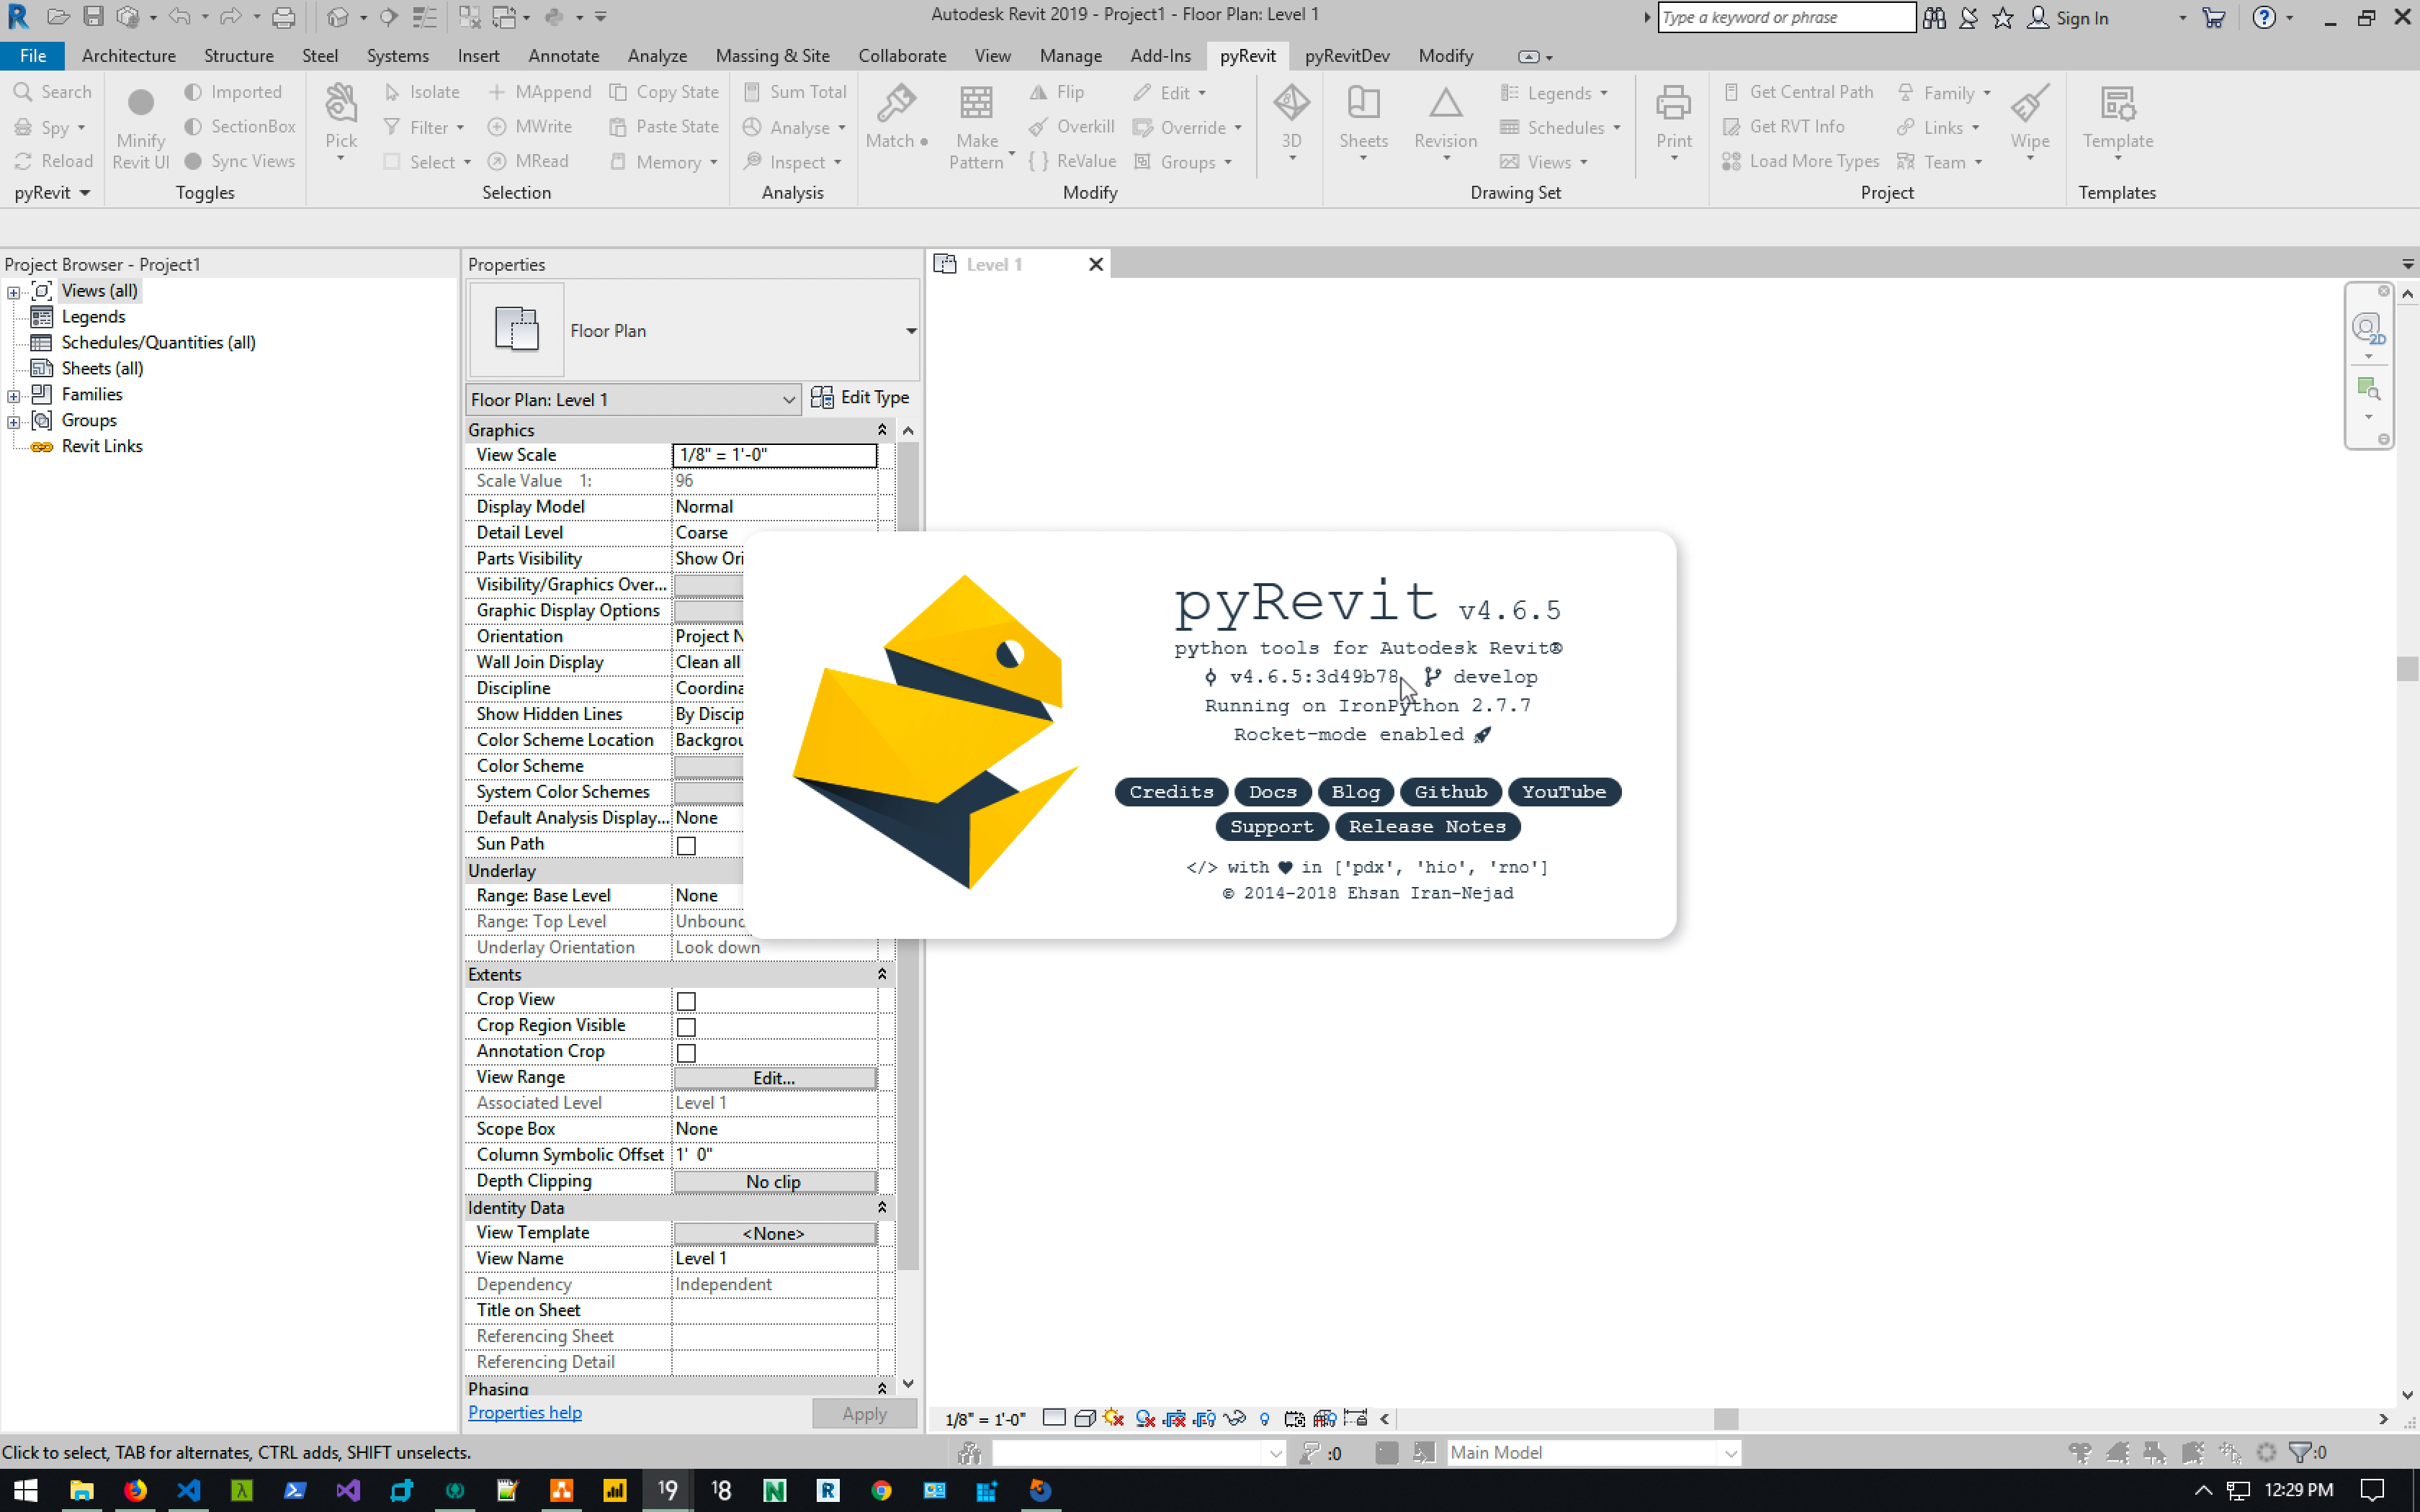 Autodesk Revit 2019 - Project1 - Floor Plan: Level 1
Type a keyword or phrase
Sign In
File Architecture Structure Steel Systems Insert Annotate Analyze Massing & Site Collaborate View Manage Add-Ins pyRevit pyRevitDev Modify
Search
Spy
Reload
pyRevit
Minify
Revit UI
Imported
SectionBox
Sync Views
Toggles
Pick
Isolate
Filter
Select
MAppend
MWrite
MRead
Copy State
Paste State
Memory
Selection
Sum Total
Analyse
Inspect
Analysis
Match
Make
Pattern
Flip
Overkill
{ } ReValue
Edit
Override
Groups
Modify
3D
Sheets
Revision
Legends
Schedules
Views
Drawing Set
Print
Get Central Path
Get RVT Info
Load More Types
Family
Links
Team
Wipe
Project
Template
Templates
Project Browser - Project1
Views (all)
Legends
Schedules/Quantities (all)
Sheets (all)
Families
Groups
Revit Links
Properties
Floor Plan
Floor Plan: Level 1
Edit Type
Graphics
View Scale 1/8" = 1'-0"
Scale Value 1: 96
Display Model Normal
Detail Level Coarse
Parts Visibility Show Ori
Visibility/Graphics Over...
Graphic Display Options
Orientation Project N
Wall Join Display Clean all
Discipline Coordina
Show Hidden Lines By Discip
Color Scheme Location Backgrou
Color Scheme
System Color Schemes
Default Analysis Display... None
Sun Path
Underlay
Range: Base Level None
Range: Top Level Unbound
Underlay Orientation Look down
Extents
Crop View
Crop Region Visible
Annotation Crop
View Range Edit...
Associated Level Level 1
Scope Box None
Column Symbolic Offset 1' 0"
Depth Clipping No clip
Identity Data
View Template <None>
View Name Level 1
Dependency Independent
Title on Sheet
Referencing Sheet
Referencing Detail
Phasing
Properties help
Apply
Level 1
2D
pyRevit v4.6.5
python tools for Autodesk Revit®
v4.6.5:3d49b78 develop
Running on IronPython 2.7.7
Rocket-mode enabled
Credits Docs Blog Github YouTube
Support Release Notes
</> with ♥ in ['pdx', 'hio', 'rno']
© 2014-2018 Ehsan Iran-Nejad
1/8" = 1'-0"
Click to select, TAB for alternates, CTRL adds, SHIFT unselects.
:0
Main Model
:0
19
18
12:29 PM